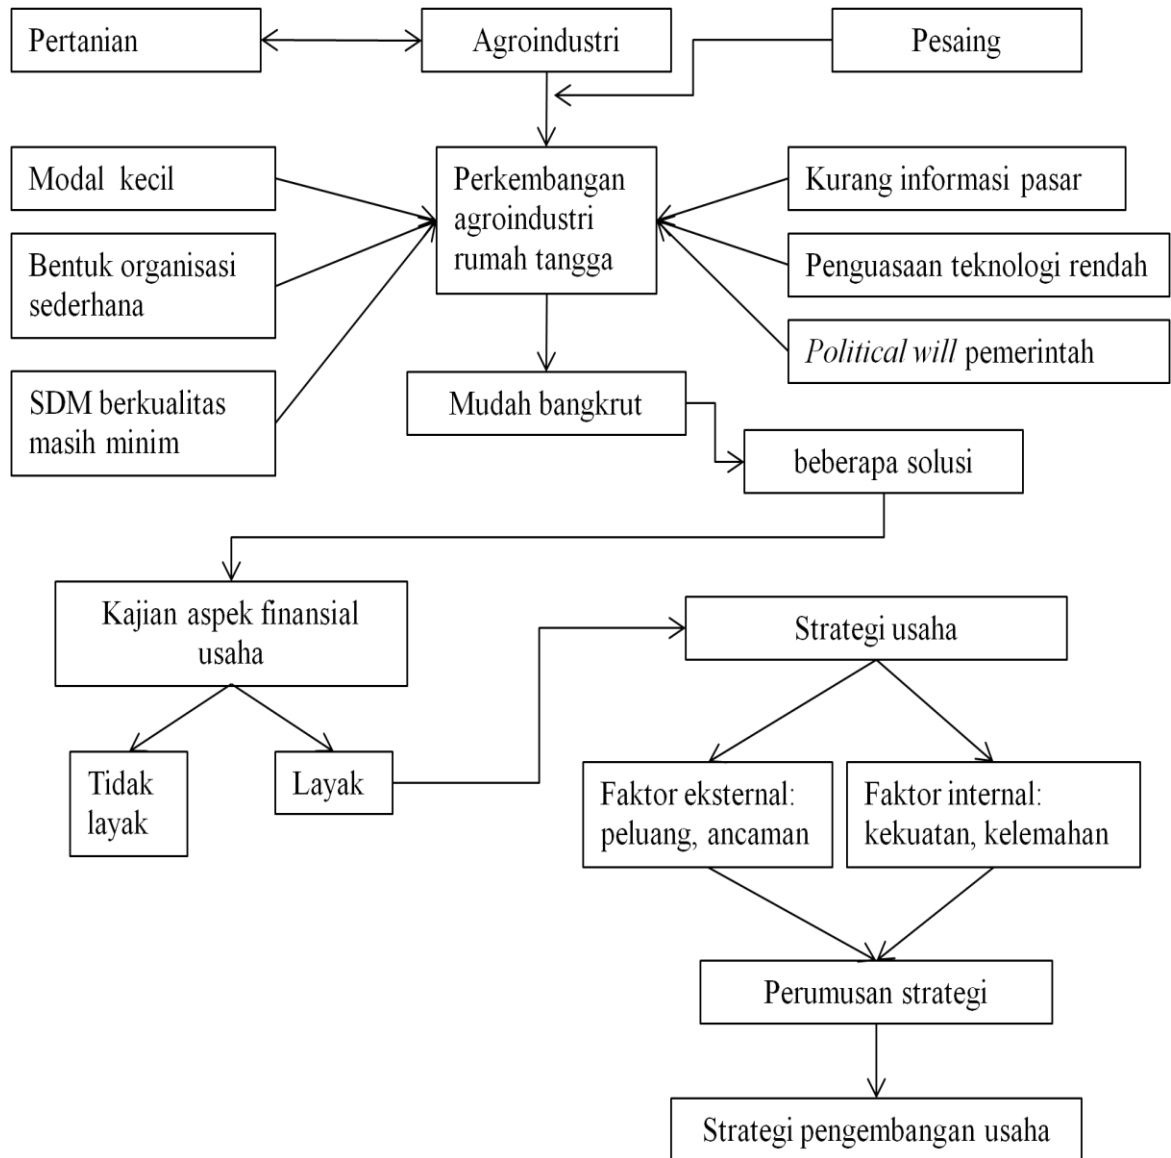 Pertanian
Agroindustri
Pesaing
Modal kecil
Bentuk organisasi
sederhana
SDM berkualitas
masih minim
Perkembangan
agroindustri
rumah tangga
Kurang informasi pasar
Penguasaan teknologi rendah
Political will pemerintah
Mudah bangkrut
beberapa solusi
Kajian aspek finansial
usaha
Tidak
layak
Layak
Strategi usaha
Faktor eksternal:
peluang, ancaman
Faktor internal:
kekuatan, kelemahan
Perumusan strategi
Strategi pengembangan usaha